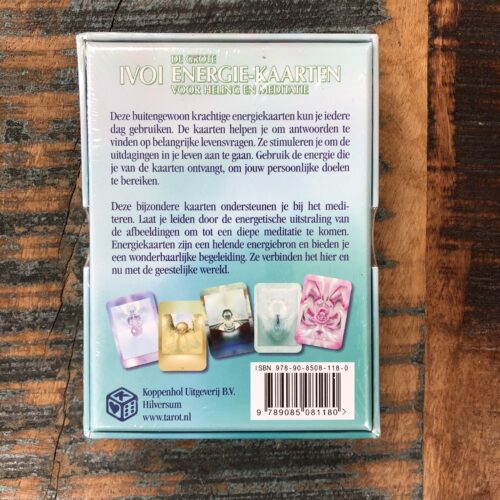 DE GROTE
IVOI ENERGIE-KAARTEN
VOOR HELING EN MEDITATIE
Deze buitengewoon krachtige energiekaarten kun je iedere
dag gebruiken. De kaarten helpen je om antwoorden te
vinden op belangrijke levensvragen. Ze stimuleren je om de
uitdagingen in je leven aan te gaan. Gebruik de energie die
je van de kaarten ontvangt, om jouw persoonlijke doelen
te bereiken.
Deze bijzondere kaarten ondersteunen je bij het medi-
teren. Laat je leiden door de energetische uitstraling van
de afbeeldingen om tot een diepe meditatie te komen.
Energiekaarten zijn een helende energiebron en bieden je
een wonderbaarlijke begeleiding. Ze verbinden het hier en
nu met de geestelijke wereld.
ISBN 978-90-8508-118-0
Koppenhol Uitgeverij B.V.
Hilversum
www.tarot.nl
9 789085 081180